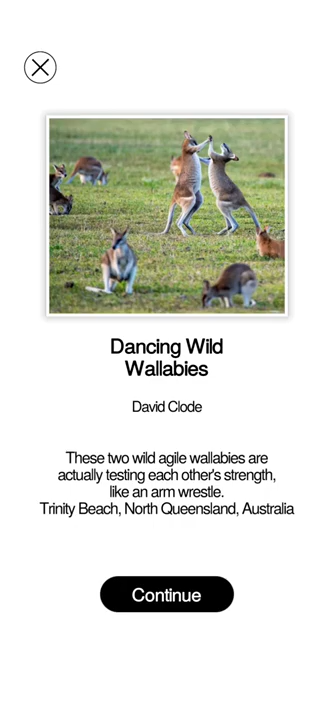 Dancing Wild
Wallabies
David Clode
These two wild agile wallabies are
actually testing each other's strength,
like an arm wrestle.
Trinity Beach, North Queensland, Australia
Continue